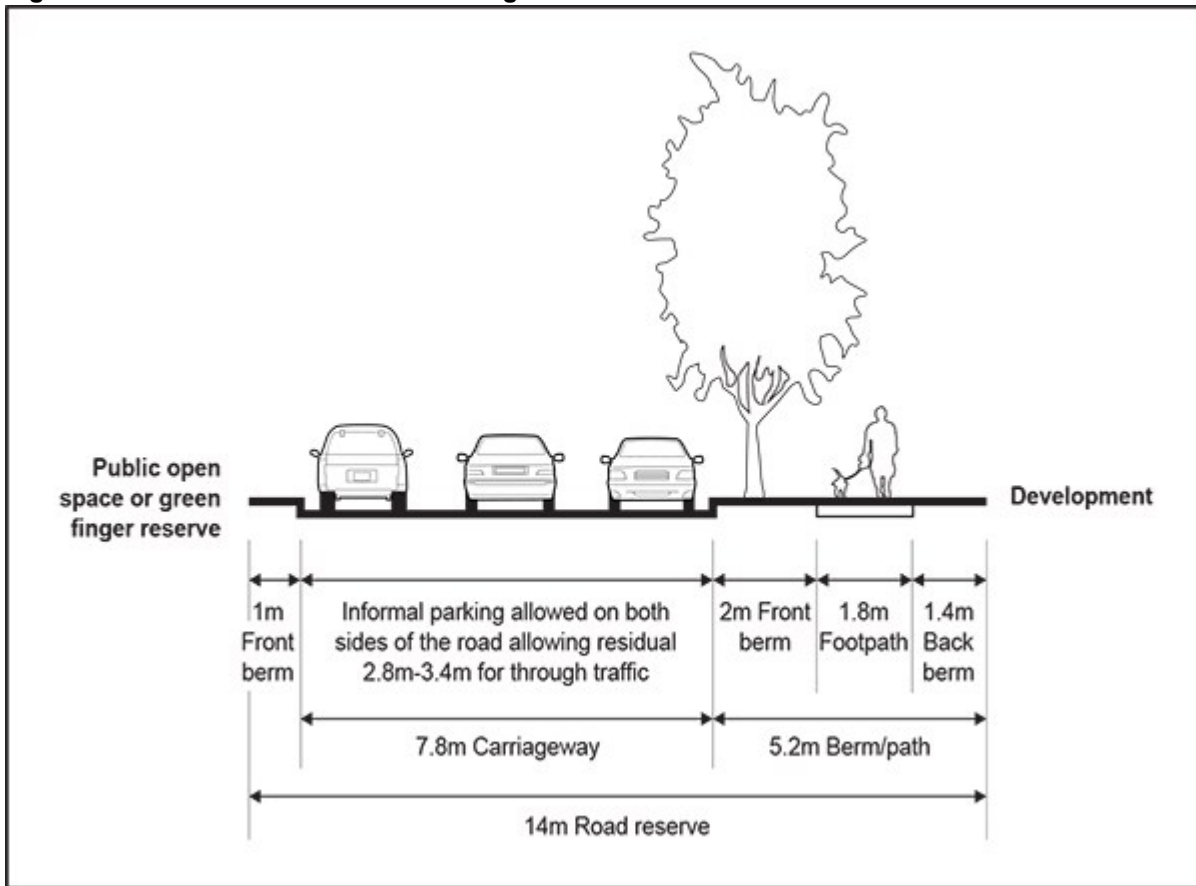 Public open
space or green
finger reserve
Development
1m
Front
berm
Informal parking allowed on both
sides of the road allowing residual
2.8m-3.4m for through traffic
2m Front
berm
1.8m
Footpath
1.4m
Back
berm
7.8m Carriageway
5.2m Berm/path
14m Road reserve